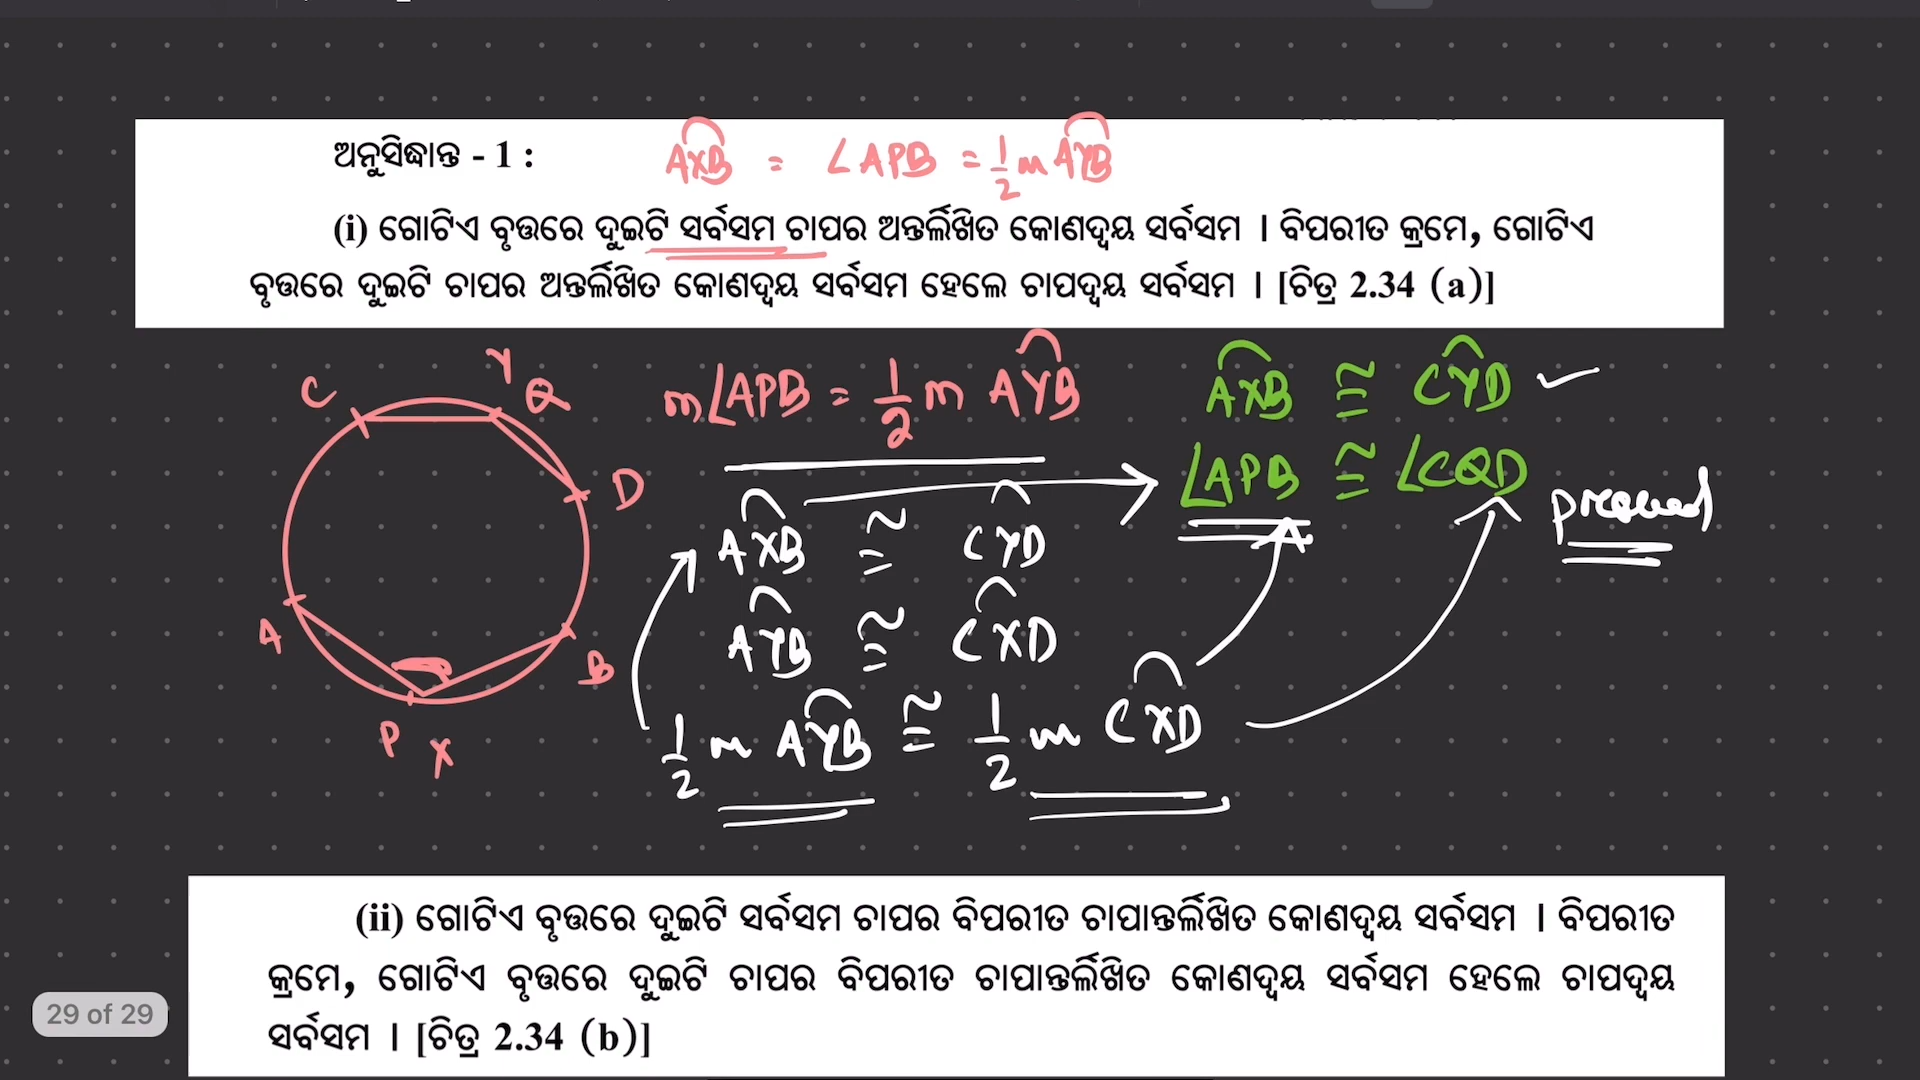 ଅନୁସିଦ୍ଧାନ୍ତ - 1 :
AXB = ∠APB = 1/2 m AYB
(i) ଗୋଟିଏ ବୃତ୍ତରେ ଦୁଇଟି ସର୍ବସମ ଚାପର ଅନ୍ତର୍ଲିଖିତ କୋଣଦ୍ୱୟ ସର୍ବସମ । ବିପରୀତ କ୍ରମେ, ଗୋଟିଏ
ବୃତ୍ତରେ ଦୁଇଟି ଚାପର ଅନ୍ତର୍ଲିଖିତ କୋଣଦ୍ୱୟ ସର୍ବସମ ହେଲେ ଚାପଦ୍ୱୟ ସର୍ବସମ । [ଚିତ୍ର 2.34 (a)]
C
Y
Q
D
A
B
P
X
m∠APB = 1/2 m AYB
AXB ≅ CYD
∠APB ≅ ∠CQD
AXB ≅ CYD
AYB ≅ CXD
1/2 m AYB ≅ 1/2 m CXD
(ii) ଗୋଟିଏ ବୃତ୍ତରେ ଦୁଇଟି ସର୍ବସମ ଚାପର ବିପରୀତ ଚାପାନ୍ତର୍ଲିଖିତ କୋଣଦ୍ୱୟ ସର୍ବସମ । ବିପରୀତ
କ୍ରମେ, ଗୋଟିଏ ବୃତ୍ତରେ ଦୁଇଟି ଚାପର ବିପରୀତ ଚାପାନ୍ତର୍ଲିଖିତ କୋଣଦ୍ୱୟ ସର୍ବସମ ହେଲେ ଚାପଦ୍ୱୟ
ସର୍ବସମ । [ଚିତ୍ର 2.34 (b)]
29 of 29